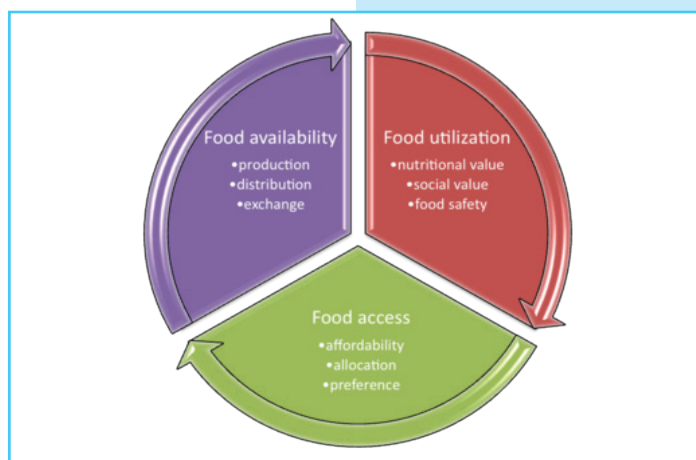 Food availability
•production
•distribution
•exchange
Food utilization
•nutritional value
•social value
•food safety
Food access
•affordability
•allocation
•preference